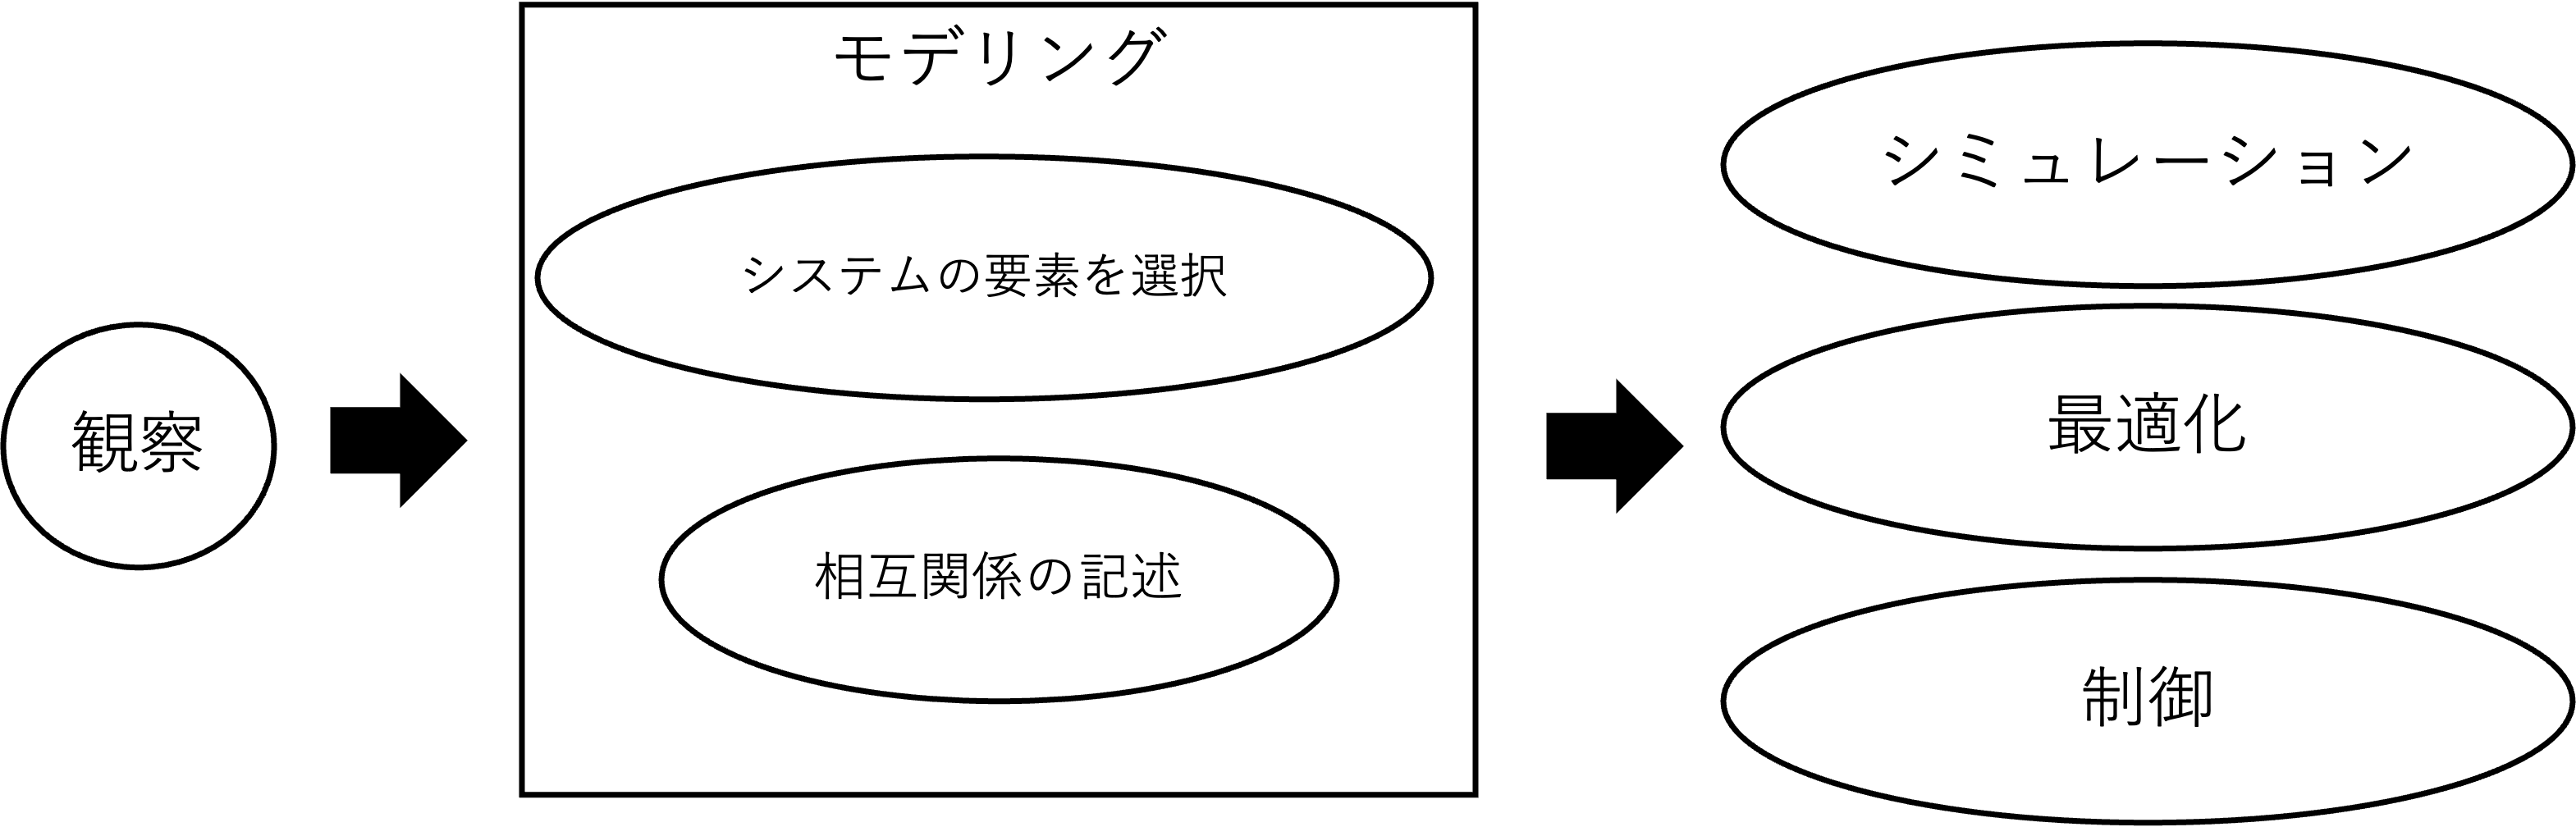 観察
モデリング
システムの要素を選択
相互関係の記述
シミュレーション
最適化
制御